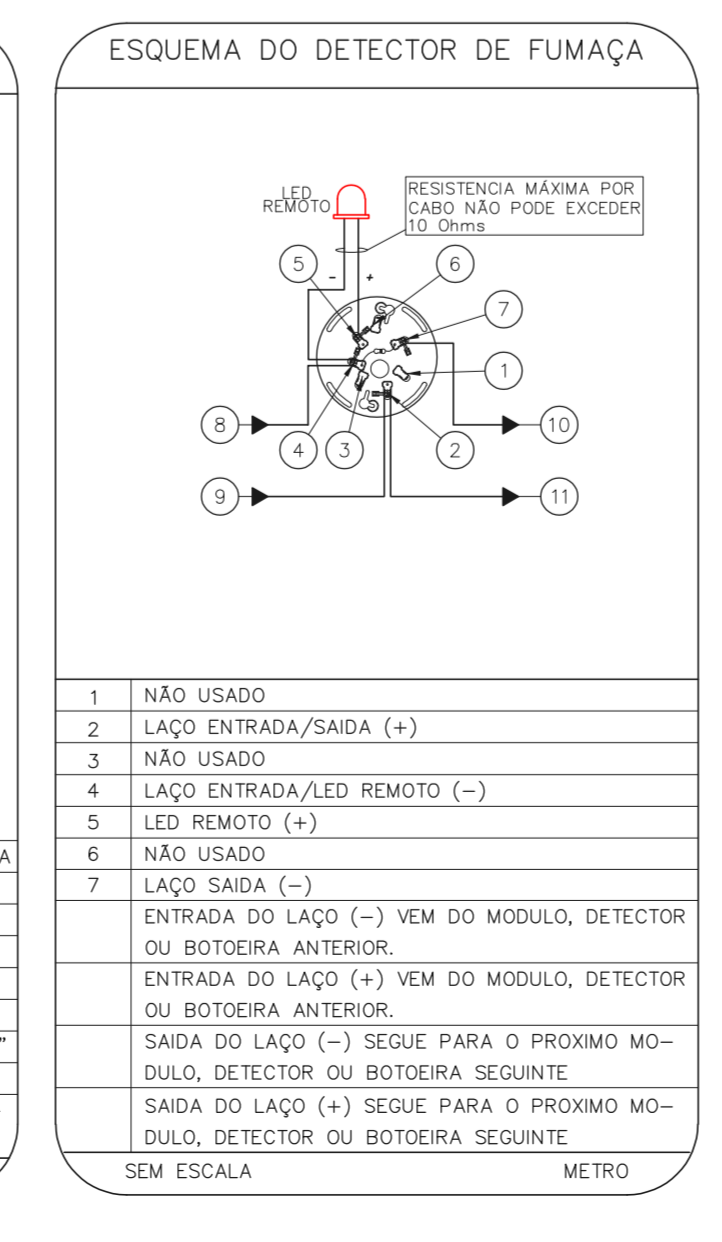 ESQUEMA DO DETECTOR DE FUMAÇA
LED
REMOTO
RESISTENCIA MÁXIMA POR
CABO NÃO PODE EXCEDER
10 Ohms
5
-
+
6
7
1
8
10
4
3
2
9
11
1 NÃO USADO
2 LAÇO ENTRADA/SAIDA (+)
3 NÃO USADO
4 LAÇO ENTRADA/LED REMOTO (-)
5 LED REMOTO (+)
6 NÃO USADO
7 LAÇO SAIDA (-)
ENTRADA DO LAÇO (-) VEM DO MODULO, DETECTOR
OU BOTOEIRA ANTERIOR.
ENTRADA DO LAÇO (+) VEM DO MODULO, DETECTOR
OU BOTOEIRA ANTERIOR.
SAIDA DO LAÇO (-) SEGUE PARA O PROXIMO MO-
DULO, DETECTOR OU BOTOEIRA SEGUINTE
SAIDA DO LAÇO (+) SEGUE PARA O PROXIMO MO-
DULO, DETECTOR OU BOTOEIRA SEGUINTE
SEM ESCALA METRO
A
"